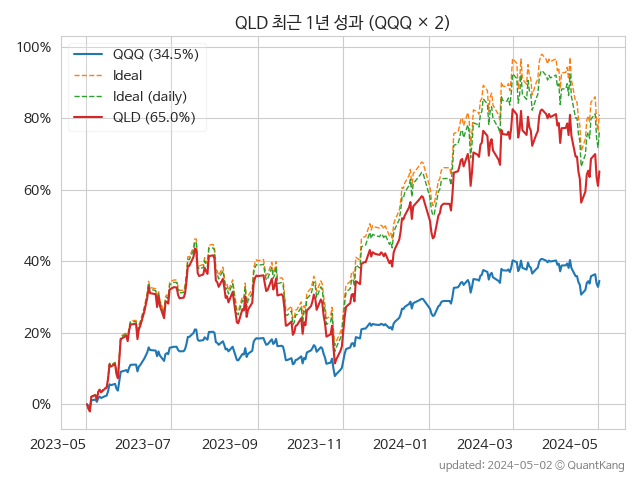 QLD 최근 1년 성과 (QQQ × 2)
QQQ (34.5%)
Ideal
Ideal (daily)
QLD (65.0%)
100%
80%
60%
40%
20%
0%
2023-05 2023-07 2023-09 2023-11 2024-01 2024-03 2024-05
updated: 2024-05-02 © QuantKang